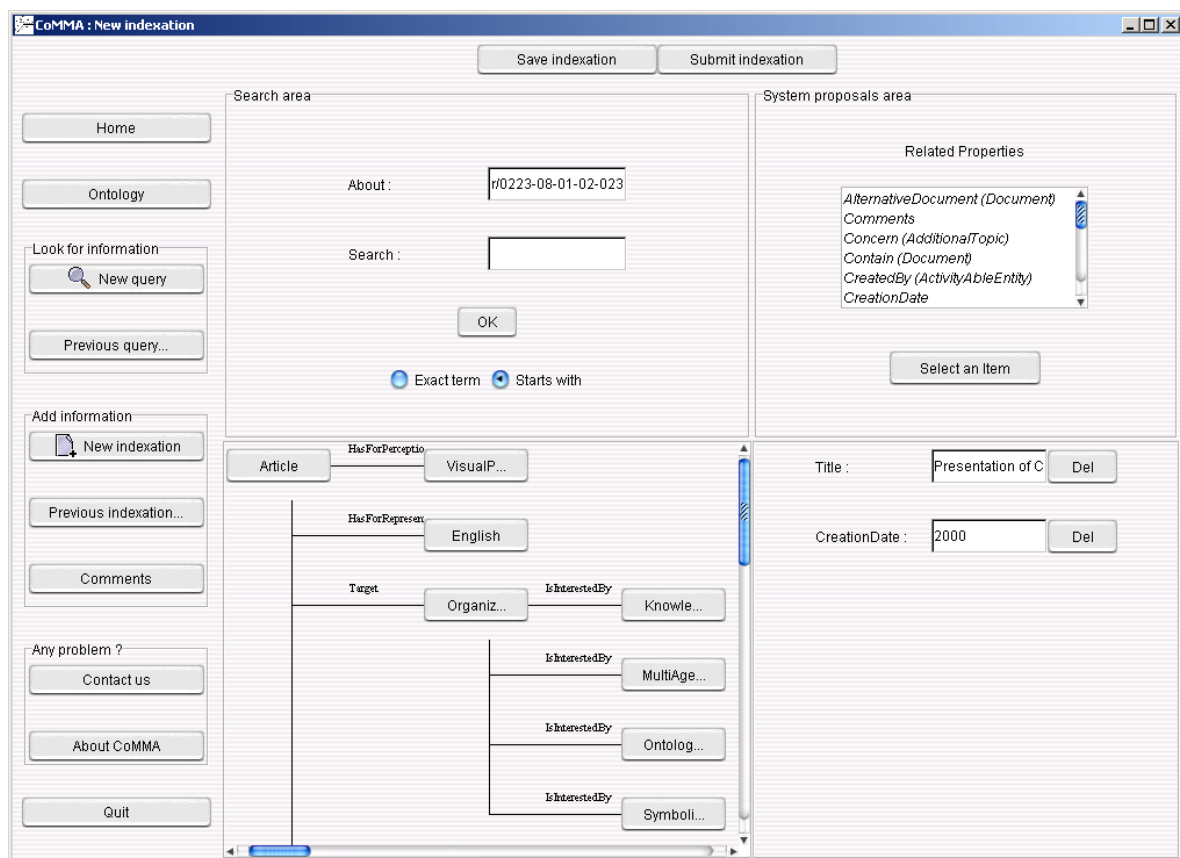 CoMMA : New indexation
Save indexation
Submit indexation
Home
Ontology
Look for information
New query
Previous query...
Add information
New indexation
Previous indexation...
Comments
Any problem ?
Contact us
About CoMMA
Quit
Search area
About :
r/0223-08-01-02-023
Search :
OK
Exact term
Starts with
System proposals area
Related Properties
AlternativeDocument (Document)
Comments
Concern (AdditionalTopic)
Contain (Document)
CreatedBy (ActivityAbleEntity)
CreationDate
Select an Item
Article
HasForPerceptio
VisualP...
HasForRepresen
English
Target
Organiz...
IsInterestedBy
Knowle...
IsInterestedBy
MultiAge...
IsInterestedBy
Ontolog...
IsInterestedBy
Symboli...
Title :
Presentation of C
Del
CreationDate :
2000
Del